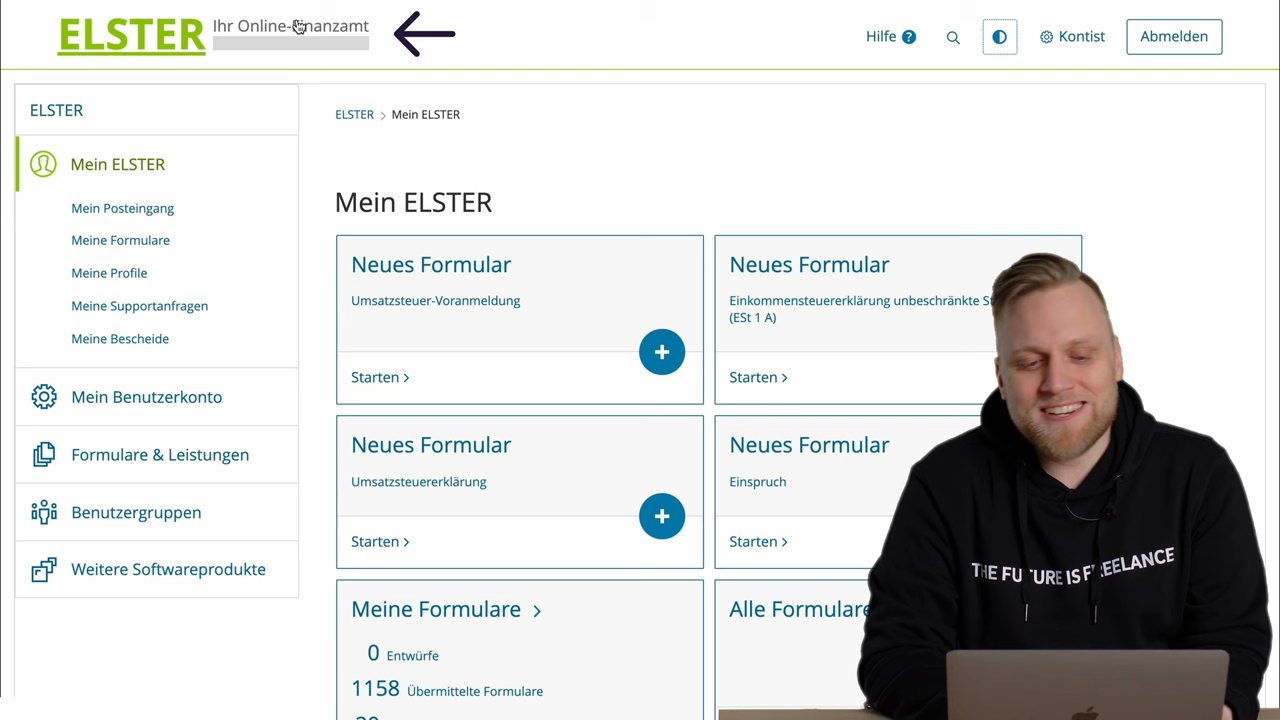 ELSTER
Ihr Online-Finanzamt
Hilfe ?
Kontist
Abmelden
ELSTER
Mein ELSTER
Mein Posteingang
Meine Formulare
Meine Profile
Meine Supportanfragen
Meine Bescheide
Mein Benutzerkonto
Formulare & Leistungen
Benutzergruppen
Weitere Softwareprodukte
ELSTER > Mein ELSTER
Mein ELSTER
Neues Formular
Umsatzsteuer-Voranmeldung
Starten >
Neues Formular
Einkommensteuererklärung unbeschränkte
(ESt 1 A)
Starten >
Neues Formular
Umsatzsteuererklärung
Starten >
Neues Formular
Einspruch
Starten >
Meine Formulare >
0 Entwürfe
1158 Übermittelte Formulare
Alle Formulare
THE FUTURE IS FREELANCE